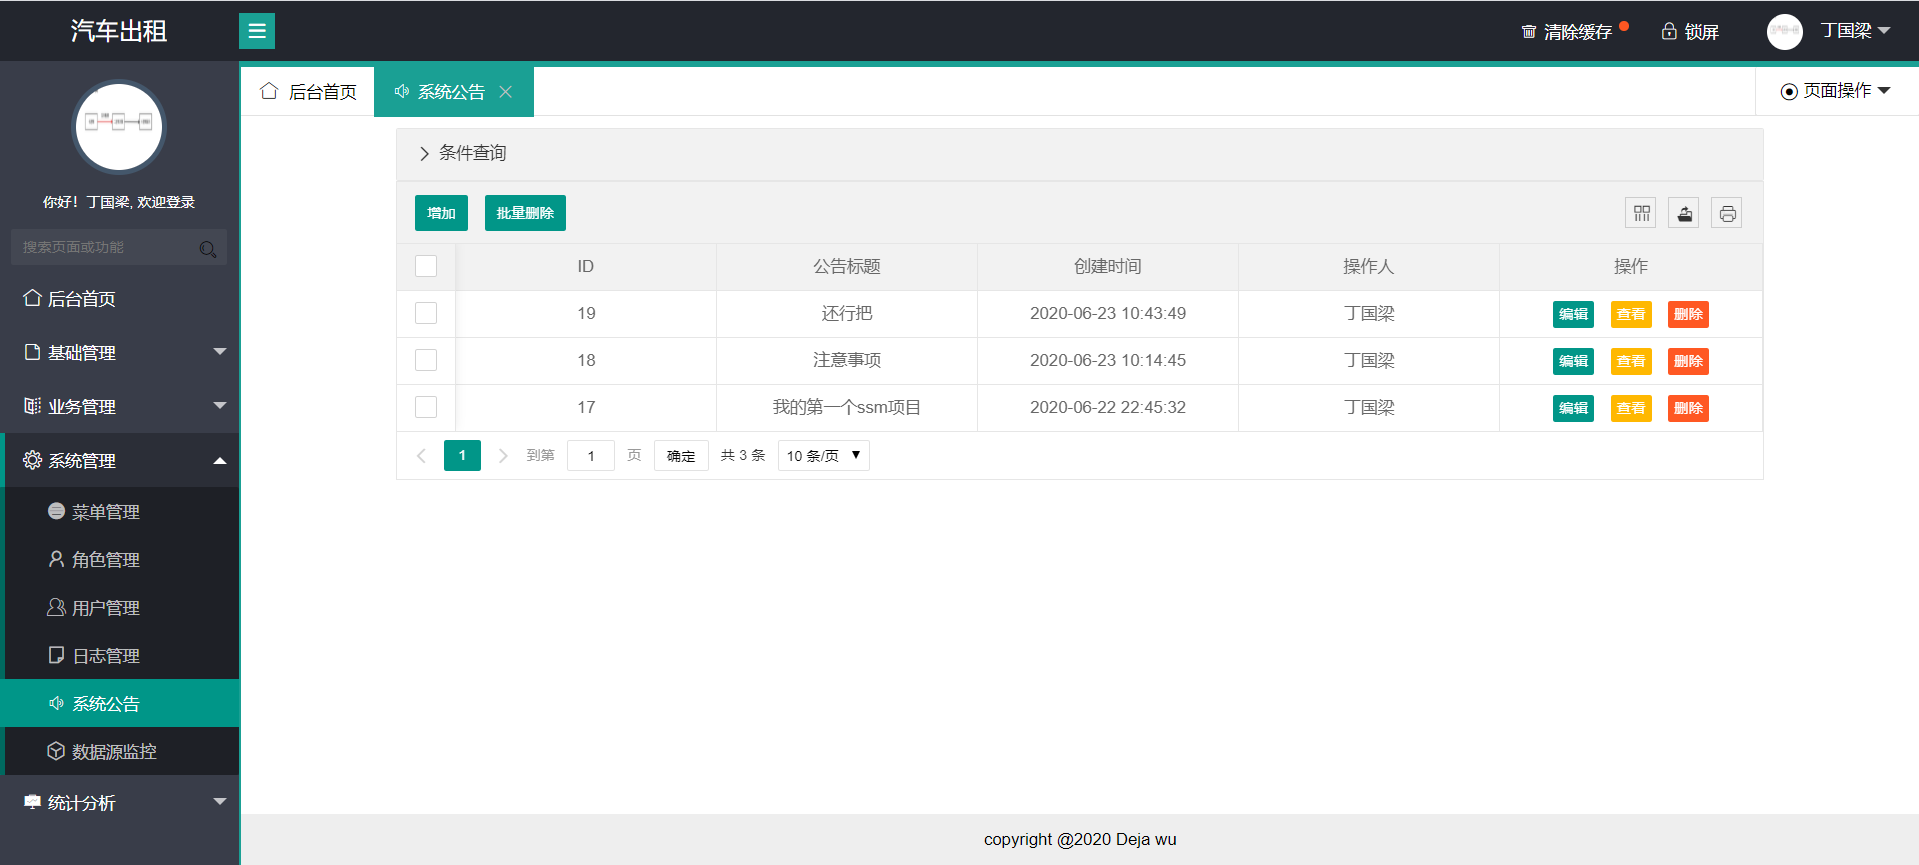 汽车出租
清除缓存
锁屏
丁国梁
你好！丁国梁, 欢迎登录
搜索页面或功能
后台首页
基础管理
业务管理
系统管理
菜单管理
角色管理
用户管理
日志管理
系统公告
数据源监控
统计分析
后台首页
系统公告
页面操作
条件查询
增加 批量删除
ID 公告标题 创建时间 操作人 操作
19 还行把 2020-06-23 10:43:49 丁国梁 编辑 查看 删除
18 注意事项 2020-06-23 10:14:45 丁国梁 编辑 查看 删除
17 我的第一个ssm项目 2020-06-22 22:45:32 丁国梁 编辑 查看 删除
1 到第 1 页 确定 共 3 条 10 条/页
copyright @2020 Deja wu